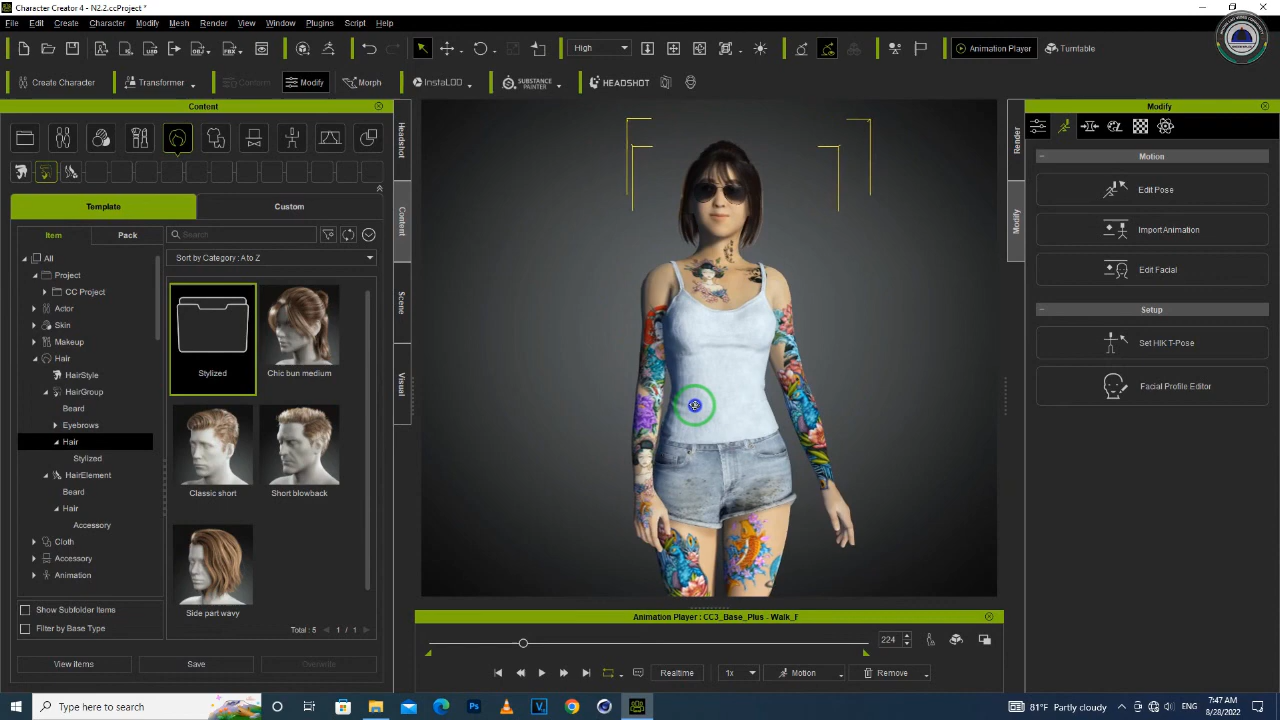 Character Creator 4 - N2.2.ccProject *
File Edit Create Character Modify Mesh Render View Window Plugins Script Help
High
Animation Player
Turntable
Create Character
Transformer
Conform
Modify
Morph
InstaLOD
SUBSTANCE PAINTER
HEADSHOT
Content
Template
Custom
Item
Pack
Search
Sort by Category : A to Z
All
Project
CC Project
Actor
Skin
Makeup
Hair
HairStyle
HairGroup
Beard
Eyebrows
Hair
Stylized
HairElement
Beard
Hair
Accessory
Cloth
Accessory
Animation
Show Subfolder Items
Filter by Base Type
Stylized
Chic bun medium
Classic short
Short blowback
Side part wavy
Total : 5
1 / 1
View Items
Save
Overwrite
Headshot
Content
Scene
Visual
Render
Modify
Modify
Motion
Edit Pose
Import Animation
Edit Facial
Setup
Set HIK T-Pose
Facial Profile Editor
Animation Player : CC3_Base_Plus - Walk_F
224
Realtime
1x
Motion
Remove
Type here to search
Ps
81°F Partly cloudy
ENG
7:47 AM
8/28/2022